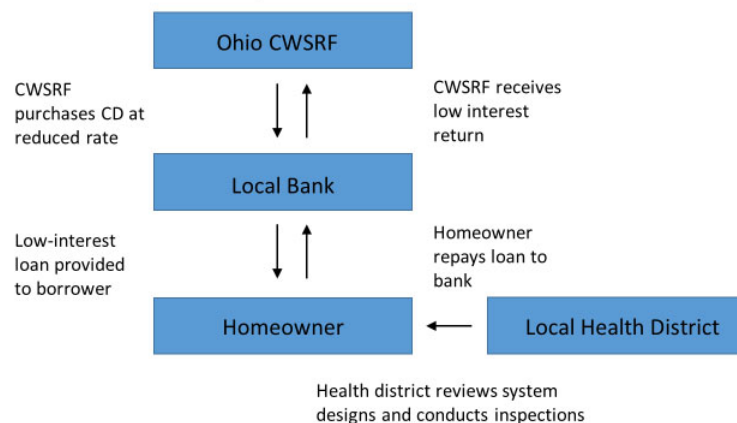 Ohio CWSRF
CWSRF
purchases CD at
reduced rate
CWSRF receives
low interest
return
Local Bank
Low-interest
loan provided
to borrower
Homeowner
repays loan to
bank
Homeowner
Local Health District
Health district reviews system
designs and conducts inspections